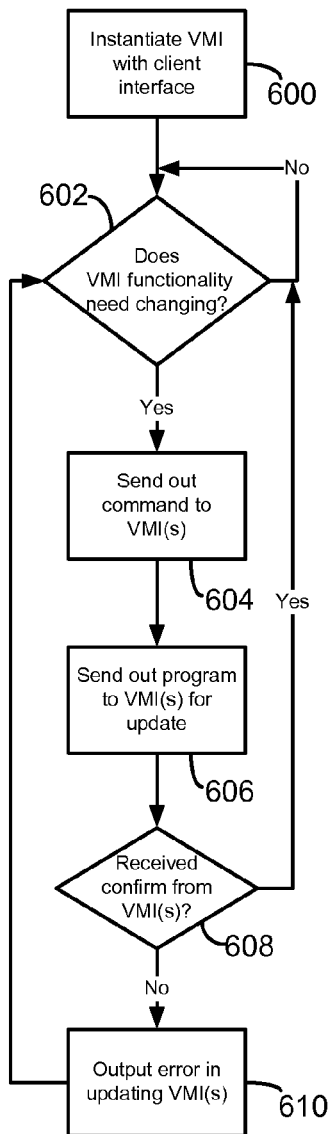 Instantiate VMI
with client
interface
600
No
602
Does
VMI functionality
need changing?
Yes
Send out
command to
VMI(s)
604
Yes
Send out program
to VMI(s) for
update
606
Received
confirm from
VMI(s)?
608
No
Output error in
updating VMI(s)
610